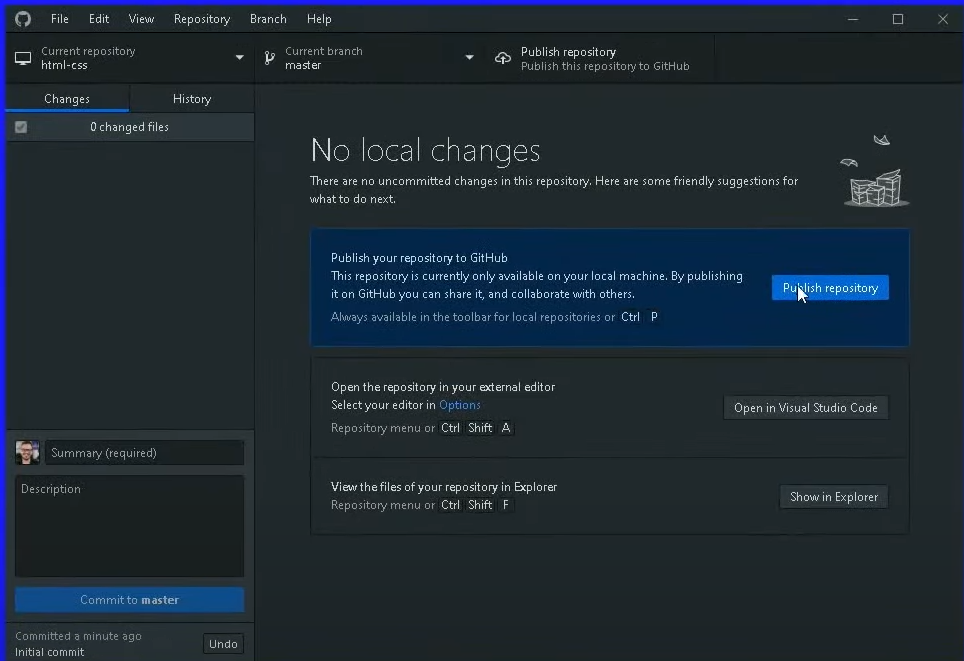 File Edit View Repository Branch Help
Current repository
html-css
Current branch
master
Publish repository
Publish this repository to GitHub
Changes History
0 changed files
No local changes
There are no uncommitted changes in this repository. Here are some friendly suggestions for
what to do next.
Publish your repository to GitHub
This repository is currently only available on your local machine. By publishing
it on GitHub you can share it, and collaborate with others.
Always available in the toolbar for local repositories or Ctrl P
Publish repository
Open the repository in your external editor
Select your editor in Options
Repository menu or Ctrl Shift A
Open in Visual Studio Code
View the files of your repository in Explorer
Repository menu or Ctrl Shift F
Show in Explorer
Summary (required)
Description
Commit to master
Committed a minute ago
Initial commit
Undo